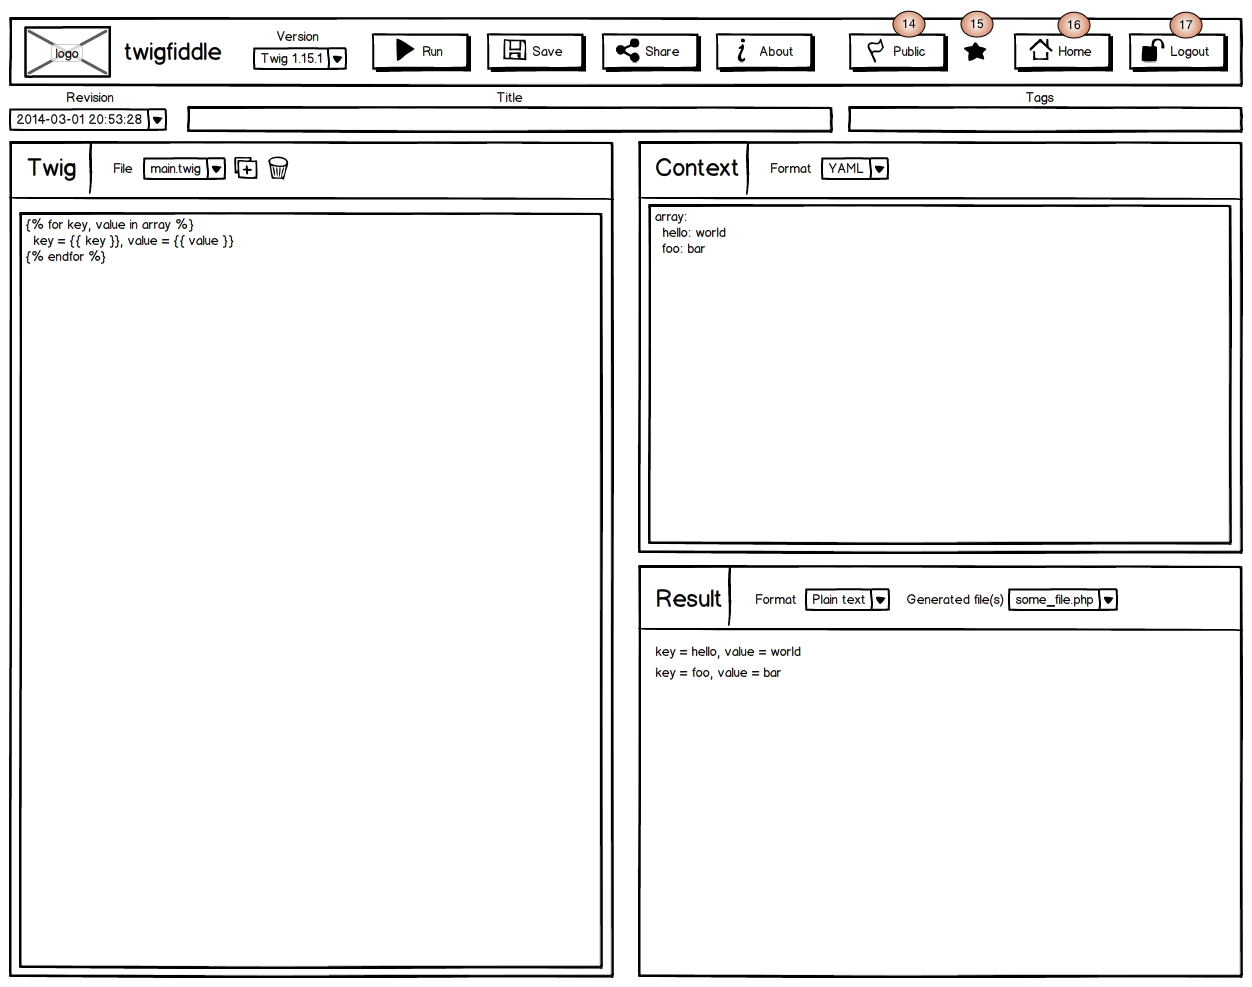 14 15 16 17
logo twigfiddle
Version
Twig 1.15.1
Run Save Share About Public Home Logout
Revision Title Tags
2014-03-01 20:53:28
Twig File main.twig
{% for key, value in array %}
key = {{ key }}, value = {{ value }}
{% endfor %}
Context Format YAML
array:
hello: world
foo: bar
Result Format Plain text Generated file(s) some_file.php
key = hello, value = world
key = foo, value = bar